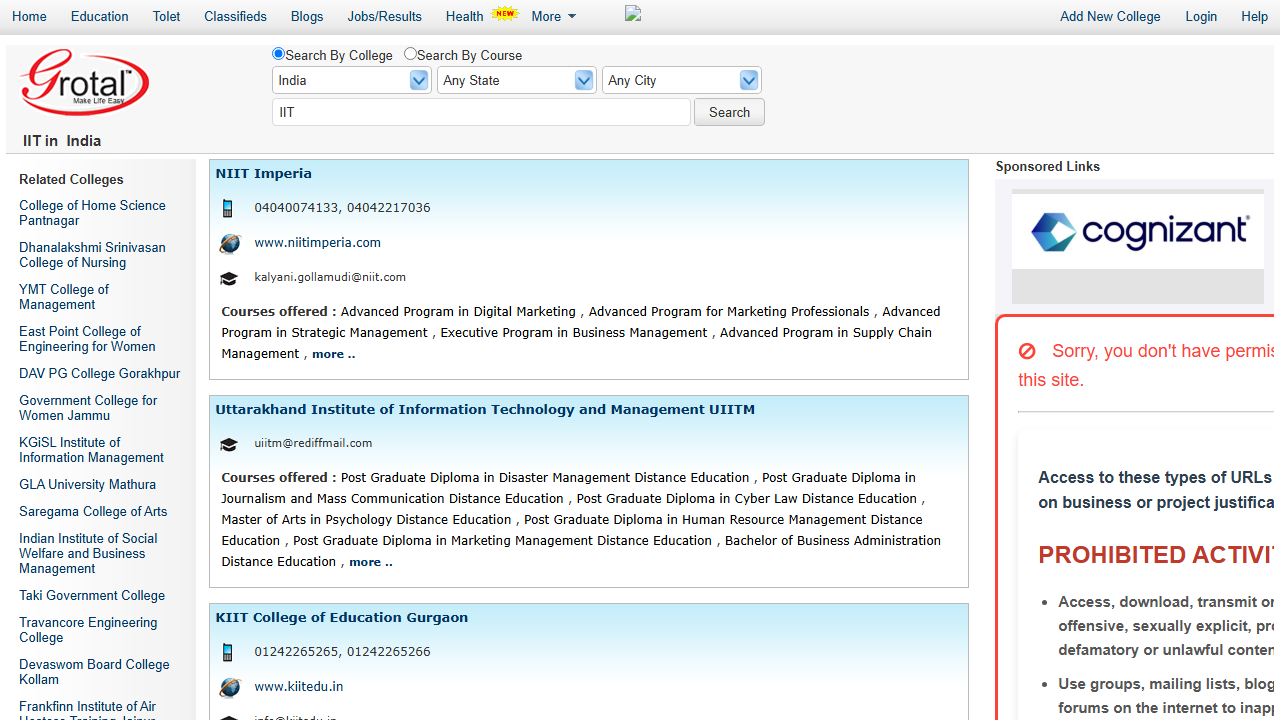 Home Education Tolet Classifieds Blogs Jobs/Results Health NEW More Add New College Login Help
Grotal™
Make Life Easy
Search By College Search By Course
India Any State Any City
IIT Search
IIT in India
Related Colleges
College of Home Science
Pantnagar
Dhanalakshmi Srinivasan
College of Nursing
YMT College of
Management
East Point College of
Engineering for Women
DAV PG College Gorakhpur
Government College for
Women Jammu
KGiSL Institute of
Information Management
GLA University Mathura
Saregama College of Arts
Indian Institute of Social
Welfare and Business
Management
Taki Government College
Travancore Engineering
College
Devaswom Board College
Kollam
Frankfinn Institute of Air
NIIT Imperia
04040074133, 04042217036
www.niitimperia.com
kalyani.gollamudi@niit.com
Courses offered : Advanced Program in Digital Marketing , Advanced Program for Marketing Professionals , Advanced
Program in Strategic Management , Executive Program in Business Management , Advanced Program in Supply Chain
Management , more ..
Uttarakhand Institute of Information Technology and Management UIITM
uiitm@rediffmail.com
Courses offered : Post Graduate Diploma in Disaster Management Distance Education , Post Graduate Diploma in
Journalism and Mass Communication Distance Education , Post Graduate Diploma in Cyber Law Distance Education ,
Master of Arts in Psychology Distance Education , Post Graduate Diploma in Human Resource Management Distance
Education , Post Graduate Diploma in Marketing Management Distance Education , Bachelor of Business Administration
Distance Education , more ..
KIIT College of Education Gurgaon
01242265265, 01242265266
www.kiitedu.in
Sponsored Links
cognizant
Sorry, you don't have permis
this site.
Access to these types of URLs
on business or project justifica
PROHIBITED ACTIVI
• Access, download, transmit or
offensive, sexually explicit, pro
defamatory or unlawful conten
• Use groups, mailing lists, blog
forums on the internet to inap